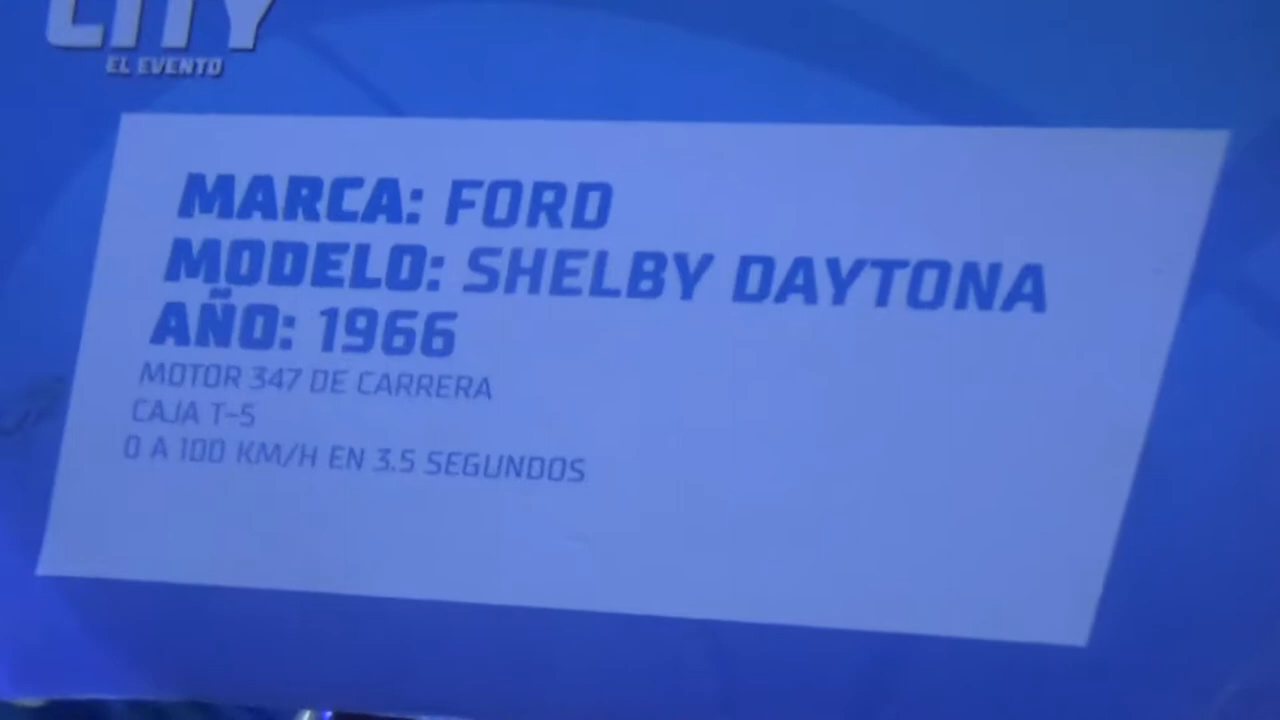 CITY
EL EVENTO
MARCA: FORD
MODELO: SHELBY DAYTONA
AÑO: 1966
MOTOR 347 DE CARRERA
CAJA T-5
0 A 100 KM/H EN 3.5 SEGUNDOS